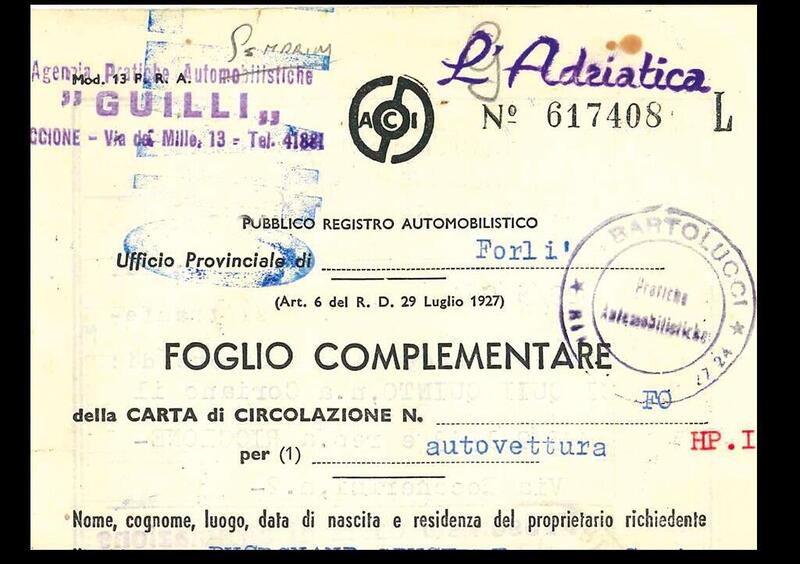 Mod. 13 P. R. A.
Agenzia Pratiche Automobilistiche
"GUILLI"
CCIONE - Via dei Mille, 13 - Tel. 41881
ACI
L'Adriatica
Nº 617408 L
PUBBLICO REGISTRO AUTOMOBILISTICO
Ufficio Provinciale di Forli'
(Art. 6 del R. D. 29 Luglio 1927)
BARTOLUCCI
Pratiche
Automobilistiche
FOGLIO COMPLEMENTARE
della CARTA di CIRCOLAZIONE N. FO
per (1) autovettura HP.I
Nome, cognome, luogo, data di nascita e residenza del proprietario richiedente